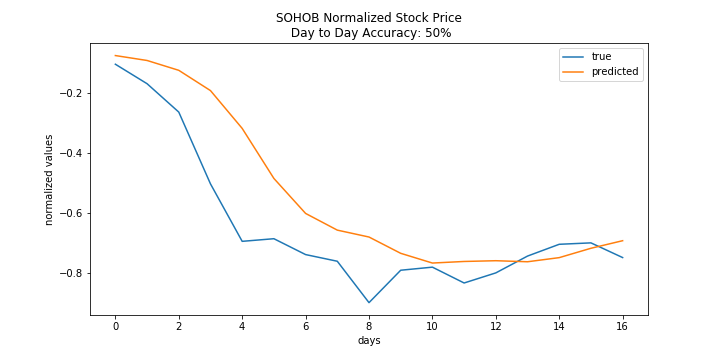 SOHOB Normalized Stock Price
Day to Day Accuracy: 50%
true
predicted
normalized values
−0.2
−0.4
−0.6
−0.8
0 2 4 6 8 10 12 14 16
days